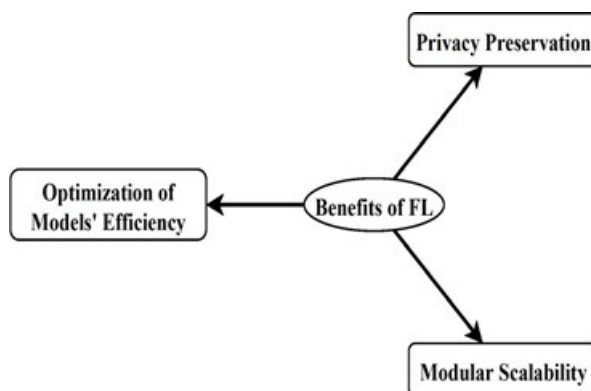 Privacy Preservation
Optimization of
Models' Efficiency
Benefits of FL
Modular Scalability